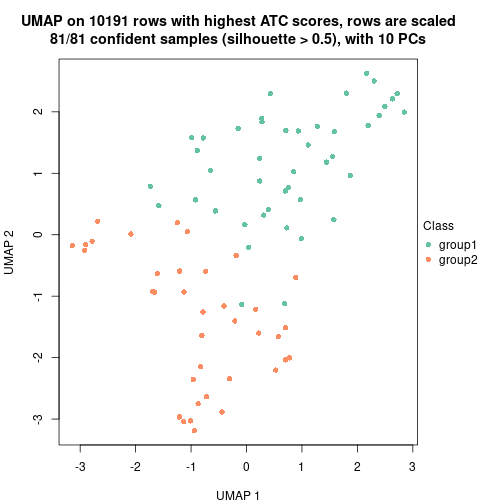 UMAP on 10191 rows with highest ATC scores, rows are scaled
81/81 confident samples (silhouette > 0.5), with 10 PCs
2
1
0
-1
-2
-3
UMAP 2
Class
group1
group2
-3 -2 -1 0 1 2 3
UMAP 1